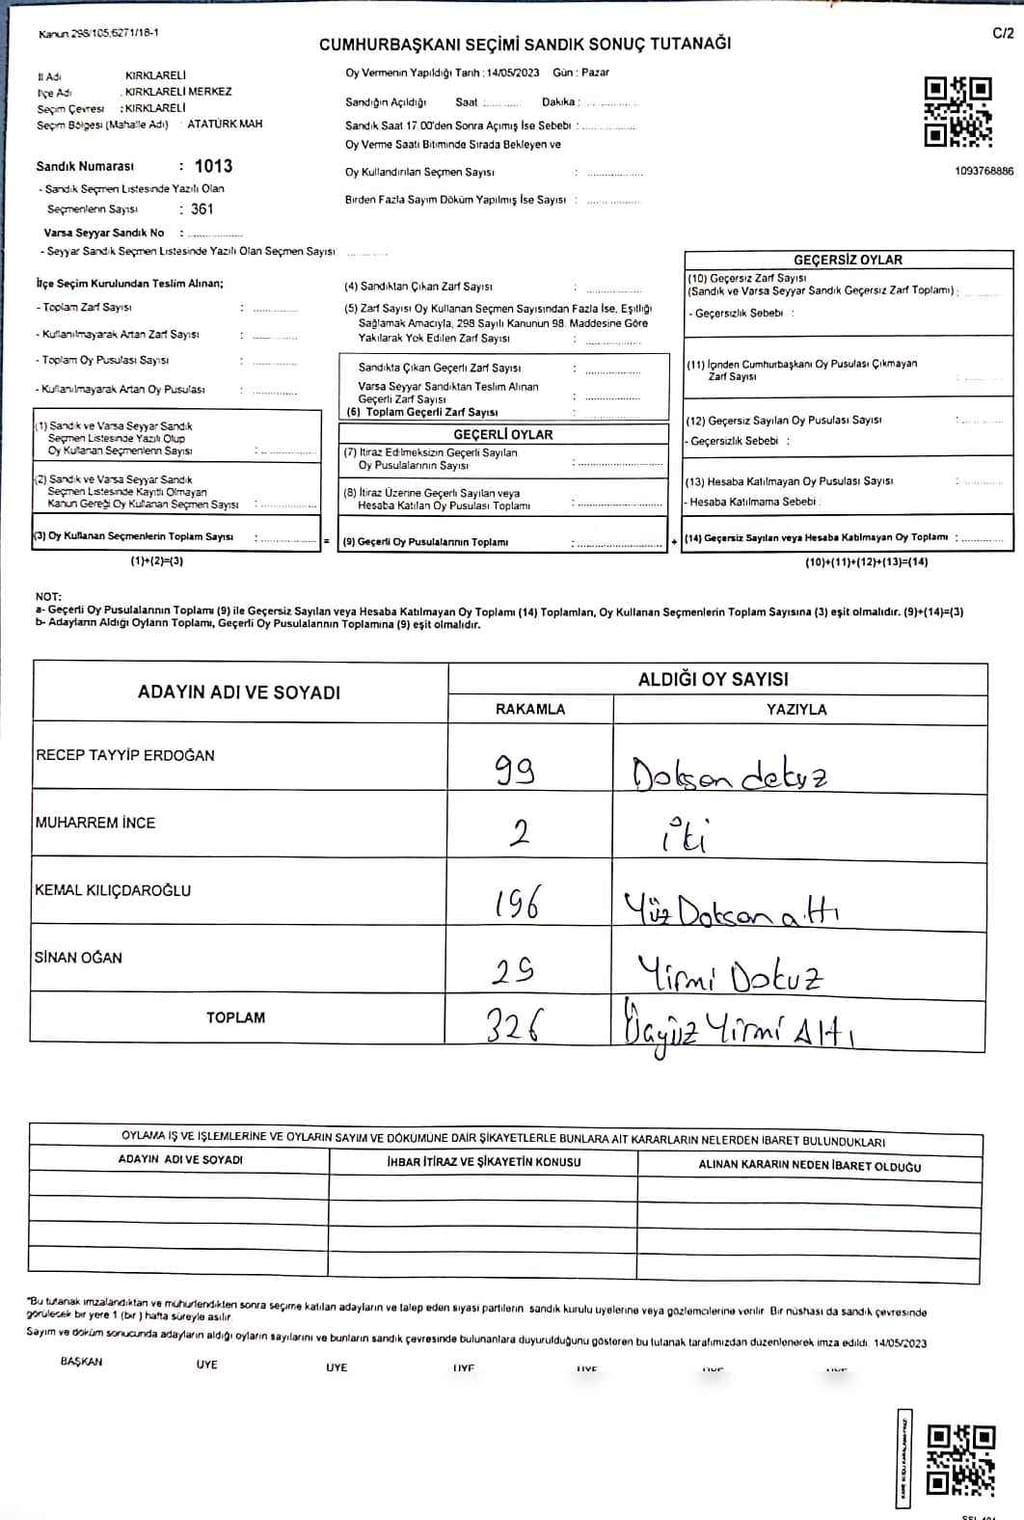 Kanun 298/105;6271/18-1
C/2
CUMHURBAŞKANI SEÇİMİ SANDIK SONUÇ TUTANAĞI
İl Adı KIRKLARELİ
İlçe Adı : KIRKLARELİ MERKEZ
Seçim Çevresi : KIRKLARELİ
Seçim Bölgesi (Mahalle Adı) ATATÜRK MAH
Sandık Numarası : 1013
- Sandık Seçmen Listesinde Yazılı Olan
Seçmenlerin Sayısı : 361
Varsa Seyyar Sandık No : ............
- Seyyar Sandık Seçmen Listesinde Yazılı Olan Seçmen Sayısı ............
Oy Vermenin Yapıldığı Tarih : 14/05/2023 Gün : Pazar
Sandığın Açıldığı Saat : ............ Dakika : ............
Sandık Saat 17.00'den Sonra Açımış İse Sebebi : ............
Oy Verme Saati Bitiminde Sırada Bekleyen ve
Oy Kullandırılan Seçmen Sayısı : ............
Birden Fazla Sayım Döküm Yapılmış İse Sayısı : ............
1093768886
İlçe Seçim Kurulundan Teslim Alınan;
- Toplam Zarf Sayısı : ............
- Kullanılmayarak Artan Zarf Sayısı : ............
- Toplam Oy Pusulası Sayısı : ............
- Kullanılmayarak Artan Oy Pusulası : ............
(1) Sandık ve Varsa Seyyar Sandık
Seçmen Listesinde Yazılı Olup
Oy Kullanan Seçmenlerin Sayısı : ............
(2) Sandık ve Varsa Seyyar Sandık
Seçmen Listesinde Kayıtlı Olmayan
Kanun Gereği Oy Kullanan Seçmen Sayısı : ............
(3) Oy Kullanan Seçmenlerin Toplam Sayısı : ............ =
(1)+(2)=(3)
(4) Sandıktan Çıkan Zarf Sayısı : ............
(5) Zarf Sayısı Oy Kullanan Seçmen Sayısından Fazla İse, Eşitliği
Sağlamak Amacıyla, 298 Sayılı Kanunun 98. Maddesine Göre
Yakılarak Yok Edilen Zarf Sayısı : ............
Sandıkta Çıkan Geçerli Zarf Sayısı : ............
Varsa Seyyar Sandıktan Teslim Alınan
Geçerli Zarf Sayısı : ............
(6) Toplam Geçerli Zarf Sayısı : ............
GEÇERLİ OYLAR
(7) İtiraz Edilmeksizin Geçerli Sayılan
Oy Pusulalarının Sayısı : ............
(8) İtiraz Üzerine Geçerli Sayılan veya
Hesaba Katılan Oy Pusulası Toplamı : ............
(9) Geçerli Oy Pusulalarının Toplamı : ............ +
GEÇERSİZ OYLAR
(10) Geçersiz Zarf Sayısı
(Sandık ve Varsa Seyyar Sandık Geçersiz Zarf Toplamı) : ............
- Geçersizlik Sebebi :
(11) İçinden Cumhurbaşkanı Oy Pusulası Çıkmayan
Zarf Sayısı : ............
(12) Geçersiz Sayılan Oy Pusulası Sayısı : ............
- Geçersizlik Sebebi :
(13) Hesaba Katılmayan Oy Pusulası Sayısı : ............
- Hesaba Katılmama Sebebi :
(14) Geçersiz Sayılan veya Hesaba Katılmayan Oy Toplamı : ............
(10)+(11)+(12)+(13)=(14)
NOT:
a- Geçerli Oy Pusulalarının Toplamı (9) ile Geçersiz Sayılan veya Hesaba Katılmayan Oy Toplamı (14) Toplamları, Oy Kullanan Seçmenlerin Toplam Sayısına (3) eşit olmalıdır. (9)+(14)=(3)
b- Adayların Aldığı Oyların Toplamı, Geçerli Oy Pusulalarının Toplamına (9) eşit olmalıdır.
ADAYIN ADI VE SOYADI ALDIĞI OY SAYISI
RAKAMLA YAZIYLA
RECEP TAYYİP ERDOĞAN 99 Doksan dokuz
MUHARREM İNCE 2 iki
KEMAL KILIÇDAROĞLU 196 Yüz Doksan altı
SİNAN OĞAN 29 Yirmi Dokuz
TOPLAM 326 Üçyüz Yirmi Altı
OYLAMA İŞ VE İŞLEMLERİNE VE OYLARIN SAYIM VE DÖKÜMÜNE DAİR ŞİKAYETLERLE BUNLARA AİT KARARLARIN NELERDEN İBARET BULUNDUKLARI
ADAYIN ADI VE SOYADI İHBAR İTİRAZ VE ŞİKAYETİN KONUSU ALINAN KARARIN NEDEN İBARET OLDUĞU
*Bu tutanak imzalandıktan ve mühürlendikten sonra seçime katılan adayların ve talep eden siyasi partilerin sandık kurulu üyelerine veya gözlemcilerine verilir. Bir nüshası da sandık çevresinde
görülecek bir yere 1 (bir) hafta süreyle asılır.
Sayım ve döküm sonucunda adayların aldığı oyların sayılarını ve bunların sandık çevresinde bulunanlara duyurulduğunu gösteren bu tutanak tarafımızdan düzenlenerek imza edildi. 14/05/2023
BAŞKAN ÜYE ÜYE ÜYE ÜYE